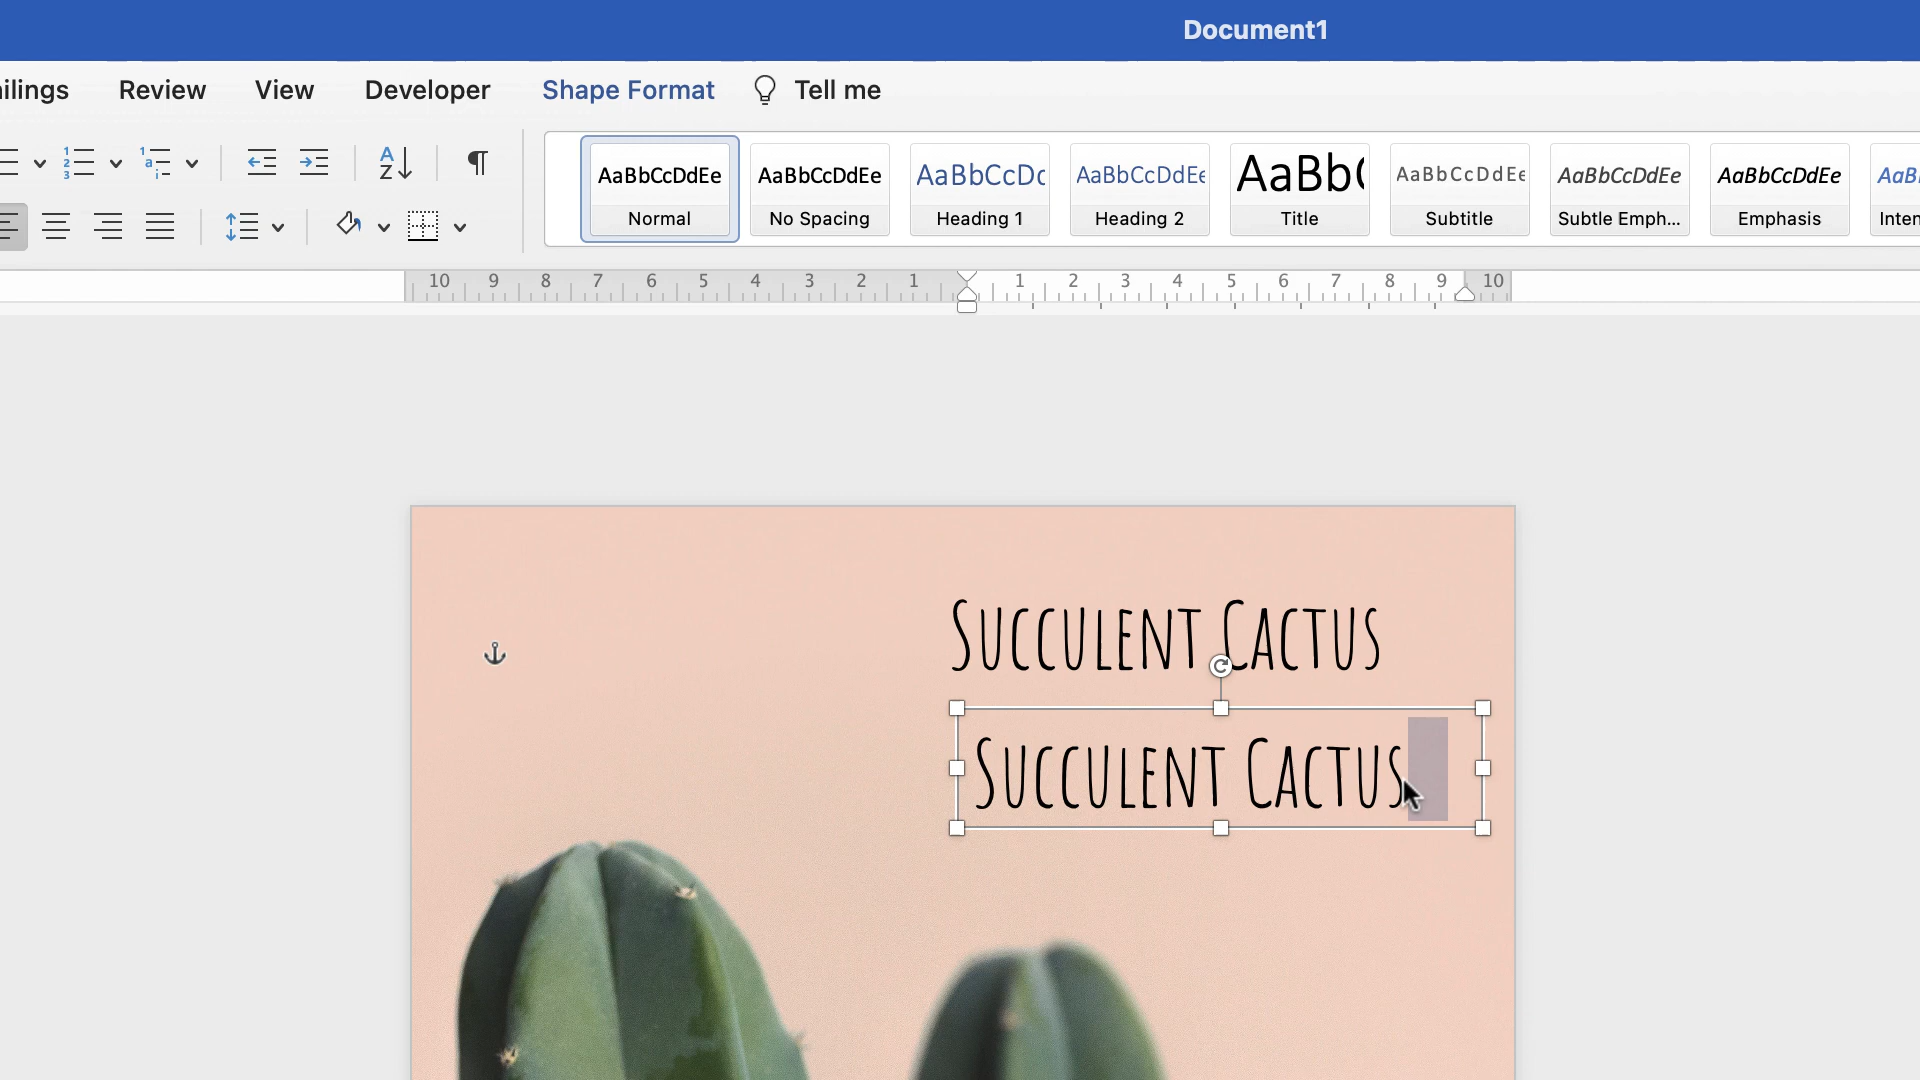 Document1
ilings Review View Developer Shape Format Tell me
AaBbCcDdEe AaBbCcDdEe AaBbCcDc AaBbCcDdEe AaBb( AaBbCcDdEe AaBbCcDdEe AaBbCcDdEe AaB
Normal No Spacing Heading 1 Heading 2 Title Subtitle Subtle Emph... Emphasis Inten
10 9 8 7 6 5 4 3 2 1 1 2 3 4 5 6 7 8 9 10
Succulent Cactus
Succulent Cactus